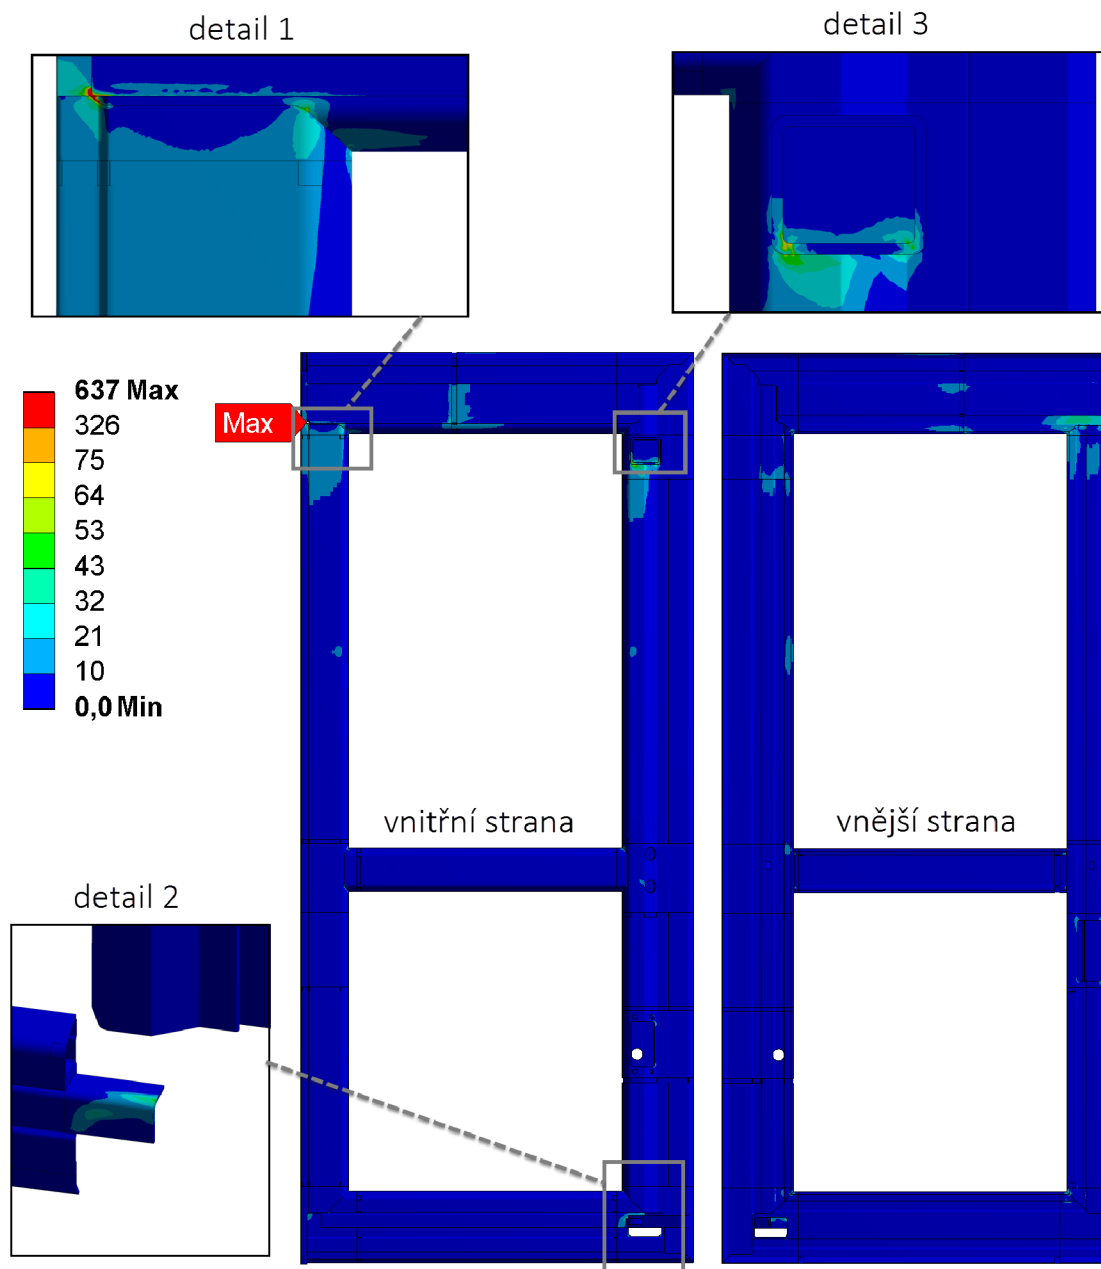 detail 1
detail 3
637 Max
326
75
64
53
43
32
21
10
0,0 Min
Max
vnitřní strana
vnější strana
detail 2